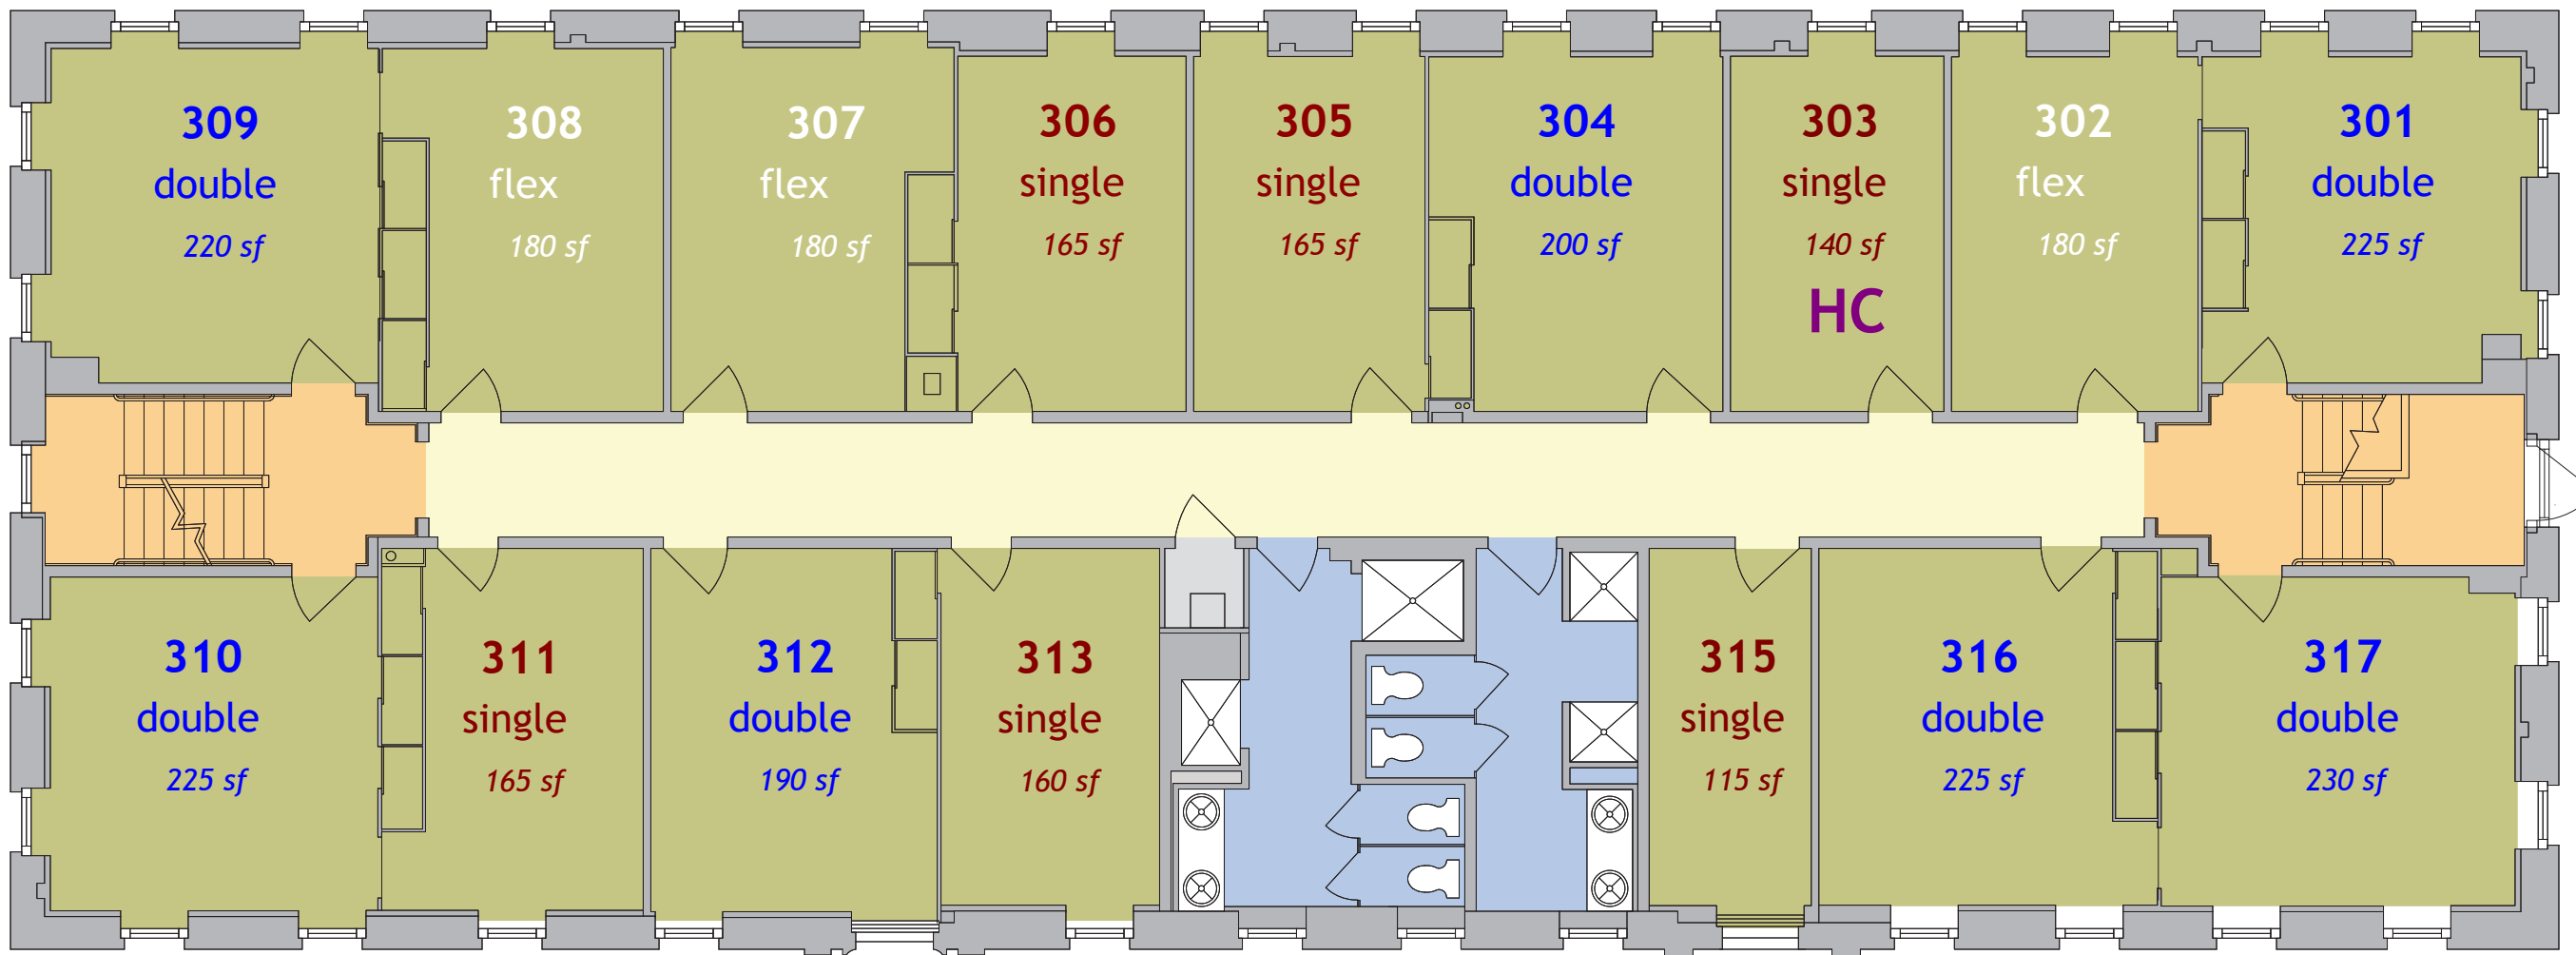 309
double
220 sf
308
flex
180 sf
307
flex
180 sf
306
single
165 sf
305
single
165 sf
304
double
200 sf
303
single
140 sf
HC
302
flex
180 sf
301
double
225 sf
310
double
225 sf
311
single
165 sf
312
double
190 sf
313
single
160 sf
315
single
115 sf
316
double
225 sf
317
double
230 sf